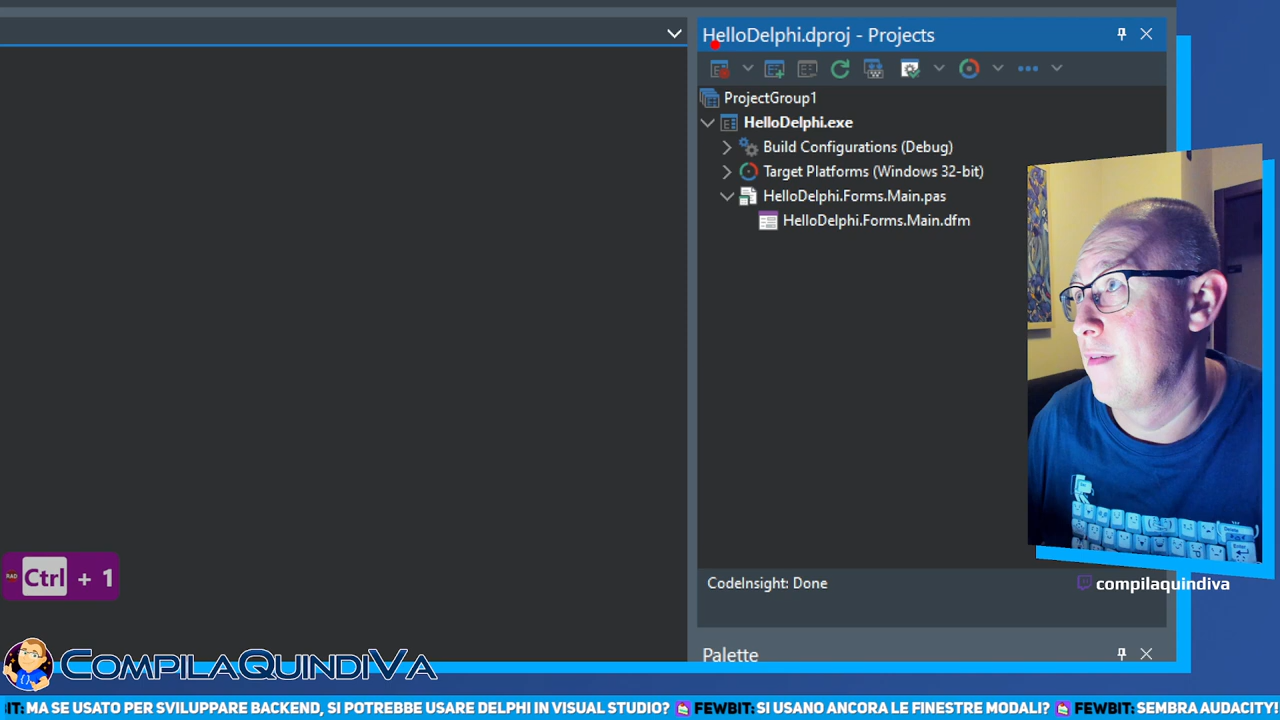 HelloDelphi.dproj - Projects
ProjectGroup1
HelloDelphi.exe
Build Configurations (Debug)
Target Platforms (Windows 32-bit)
HelloDelphi.Forms.Main.pas
HelloDelphi.Forms.Main.dfm
CodeInsight: Done
compilaquindiva
RAD Ctrl + 1
Palette
COMPILAQUINDIVA
BIT: MA SE USATO PER SVILUPPARE BACKEND, SI POTREBBE USARE DELPHI IN VISUAL STUDIO? FEWBIT: SI USANO ANCORA LE FINESTRE MODALI? FEWBIT: SEMBRA AUDACITY!